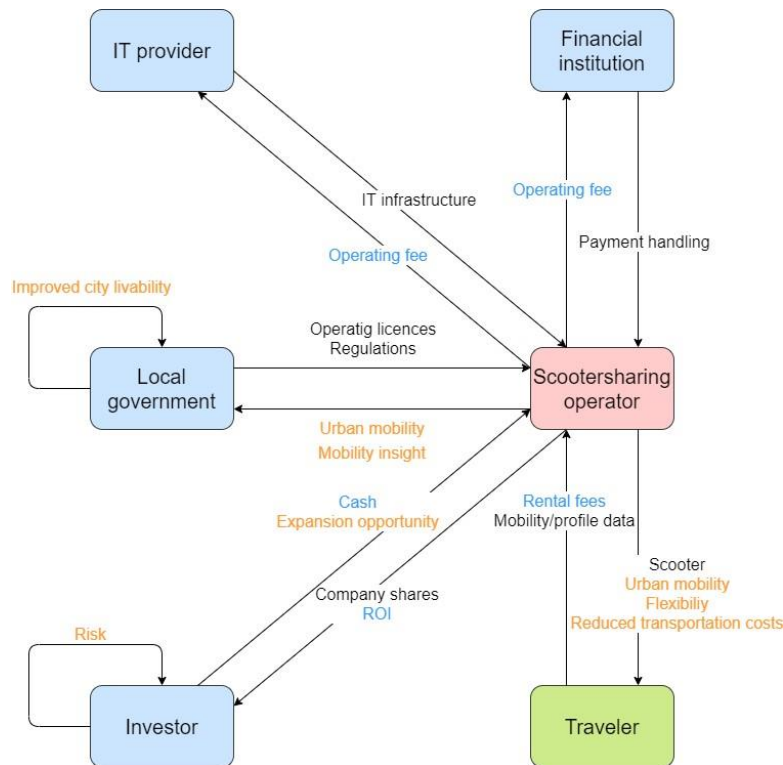 IT provider
Financial
institution
IT infrastructure
Operating fee
Operating fee
Payment handling
Improved city livability
Operatig licences
Regulations
Local
government
Scootersharing
operator
Urban mobility
Mobility insight
Cash
Expansion opportunity
Rental fees
Mobility/profile data
Company shares
ROI
Scooter
Urban mobility
Flexibiliy
Reduced transportation costs
Risk
Investor
Traveler